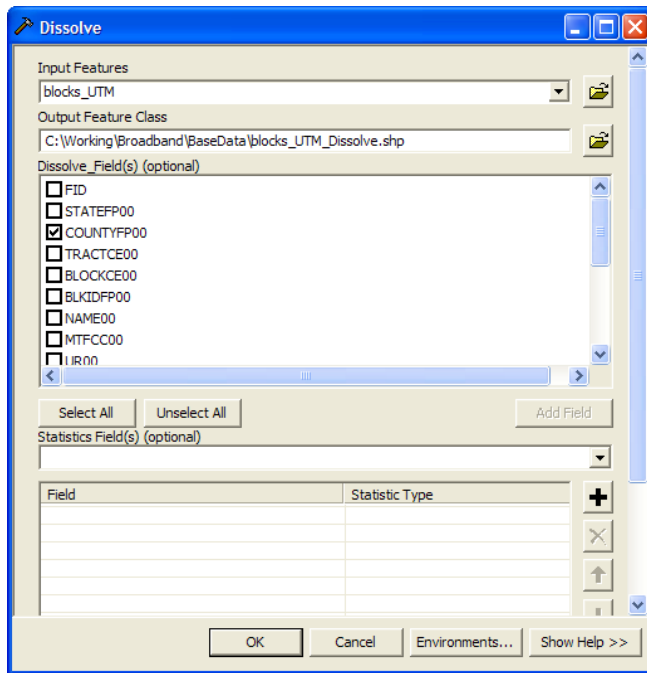 Dissolve
Input Features
blocks_UTM
Output Feature Class
C:\Working\Broadband\BaseData\blocks_UTM_Dissolve.shp
Dissolve_Field(s) (optional)
FID
STATEFP00
COUNTYFP00
TRACTCE00
BLOCKCE00
BLKIDFP00
NAME00
MTFCC00
UR00
Select All Unselect All Add Field
Statistics Field(s) (optional)
Field Statistic Type
OK Cancel Environments... Show Help >>